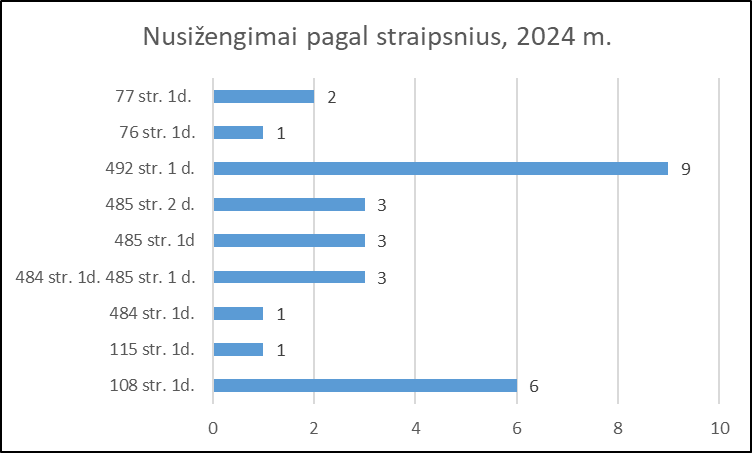 Nusižengimai pagal straipsnius, 2024 m.
77 str. 1d. 2
76 str. 1d. 1
492 str. 1 d. 9
485 str. 2 d. 3
485 str. 1d 3
484 str. 1d. 485 str. 1 d. 3
484 str. 1d. 1
115 str. 1d. 1
108 str. 1d. 6
0 2 4 6 8 10